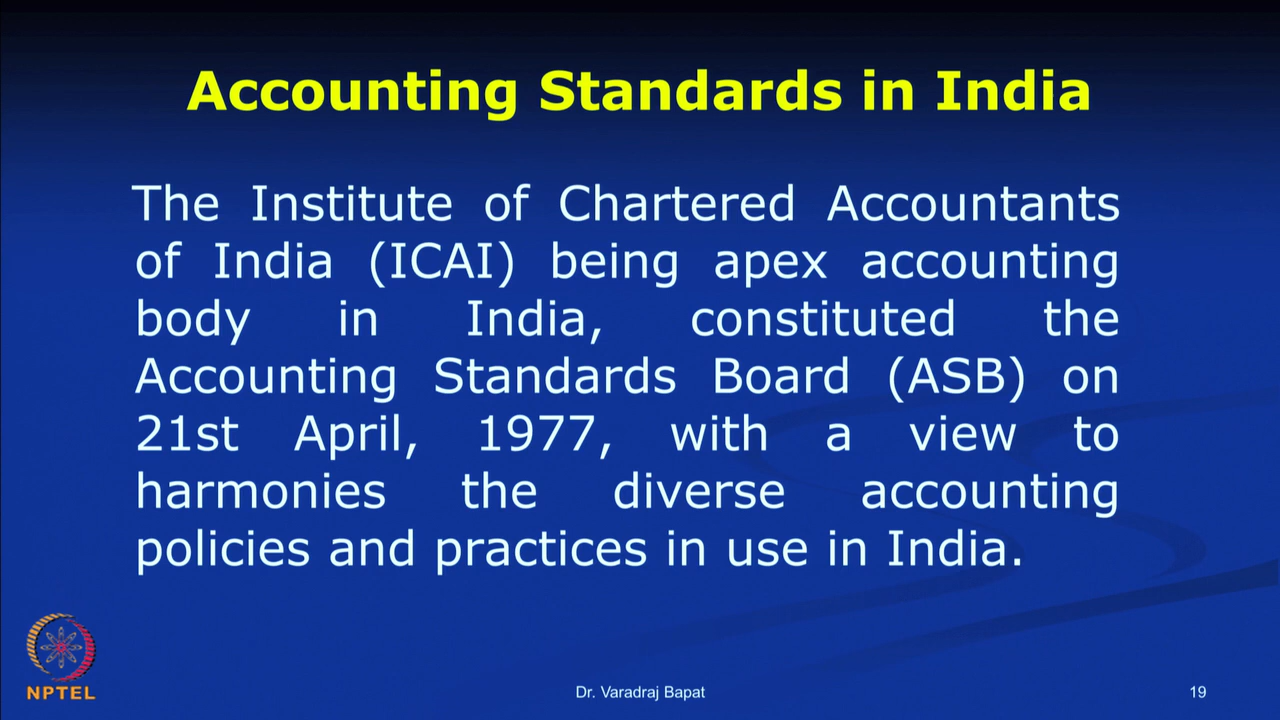 Accounting Standards in India
The Institute of Chartered Accountants
of India (ICAI) being apex accounting
body in India, constituted the
Accounting Standards Board (ASB) on
21st April, 1977, with a view to
harmonies the diverse accounting
policies and practices in use in India.
NPTEL
Dr. Varadraj Bapat
19